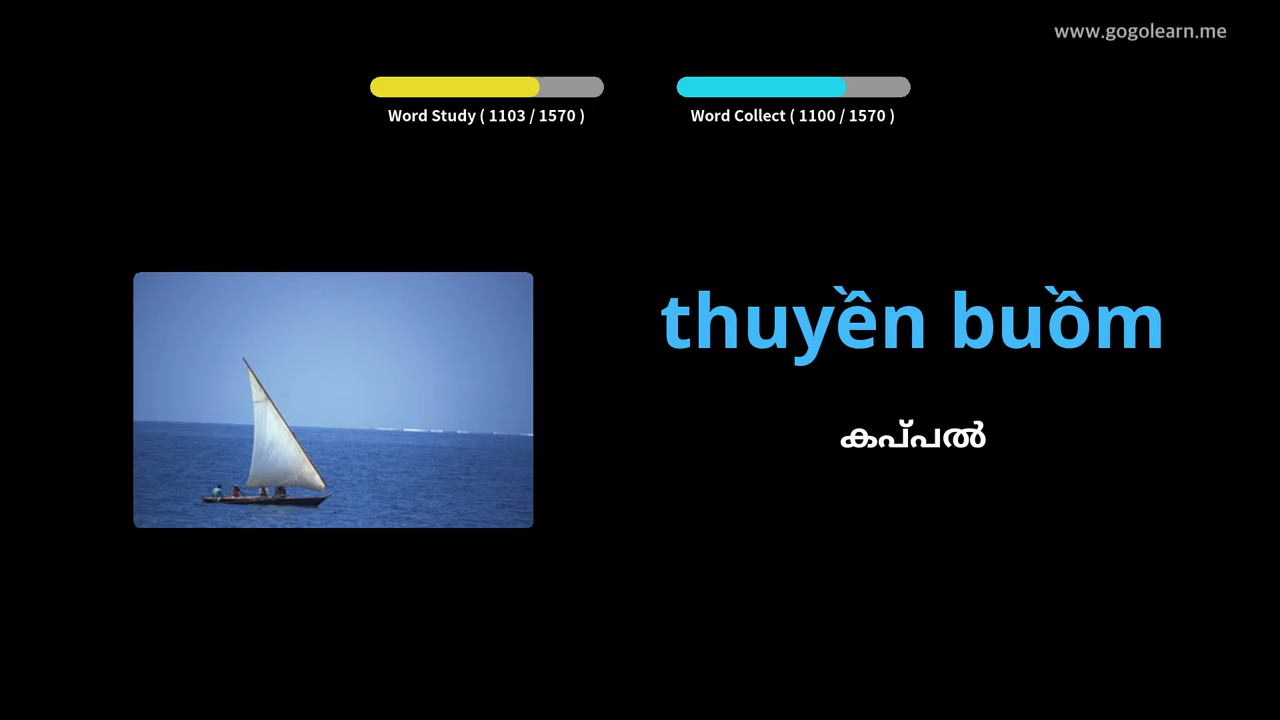 www.gogolearn.me
Word Study ( 1103 / 1570 )
Word Collect ( 1100 / 1570 )
thuyền buồm
കപ്പൽ